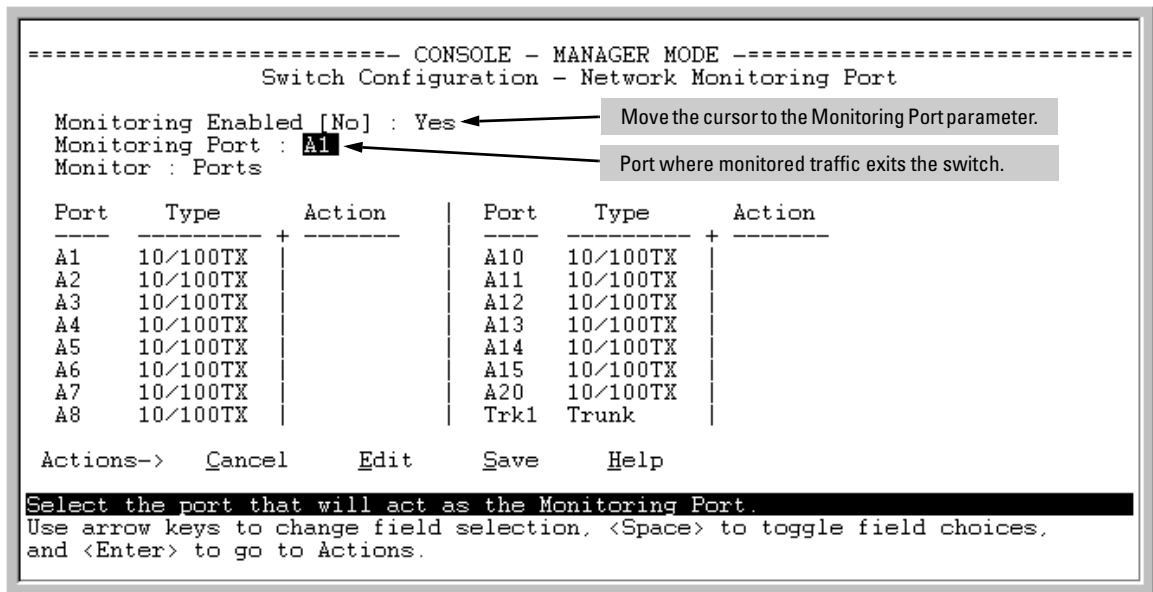 ===========================- CONSOLE - MANAGER MODE -============================
Switch Configuration - Network Monitoring Port
Monitoring Enabled [No] : Yes
Move the cursor to the Monitoring Port parameter.
Monitoring Port : A1
Port where monitored traffic exits the switch.
Monitor : Ports
Port Type Action | Port Type Action
---- --------- + ------- | ---- --------- + -------
A1 10/100TX | | A10 10/100TX |
A2 10/100TX | | A11 10/100TX |
A3 10/100TX | | A12 10/100TX |
A4 10/100TX | | A13 10/100TX |
A5 10/100TX | | A14 10/100TX |
A6 10/100TX | | A15 10/100TX |
A7 10/100TX | | A20 10/100TX |
A8 10/100TX | | Trk1 Trunk |
Actions-> Cancel Edit Save Help
Select the port that will act as the Monitoring Port.
Use arrow keys to change field selection, <Space> to toggle field choices,
and <Enter> to go to Actions.